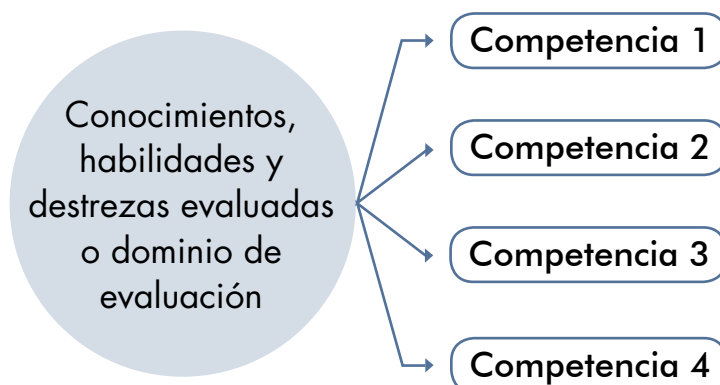 Conocimientos,
habilidades y
destrezas evaluadas
o dominio de
evaluación
Competencia 1
Competencia 2
Competencia 3
Competencia 4